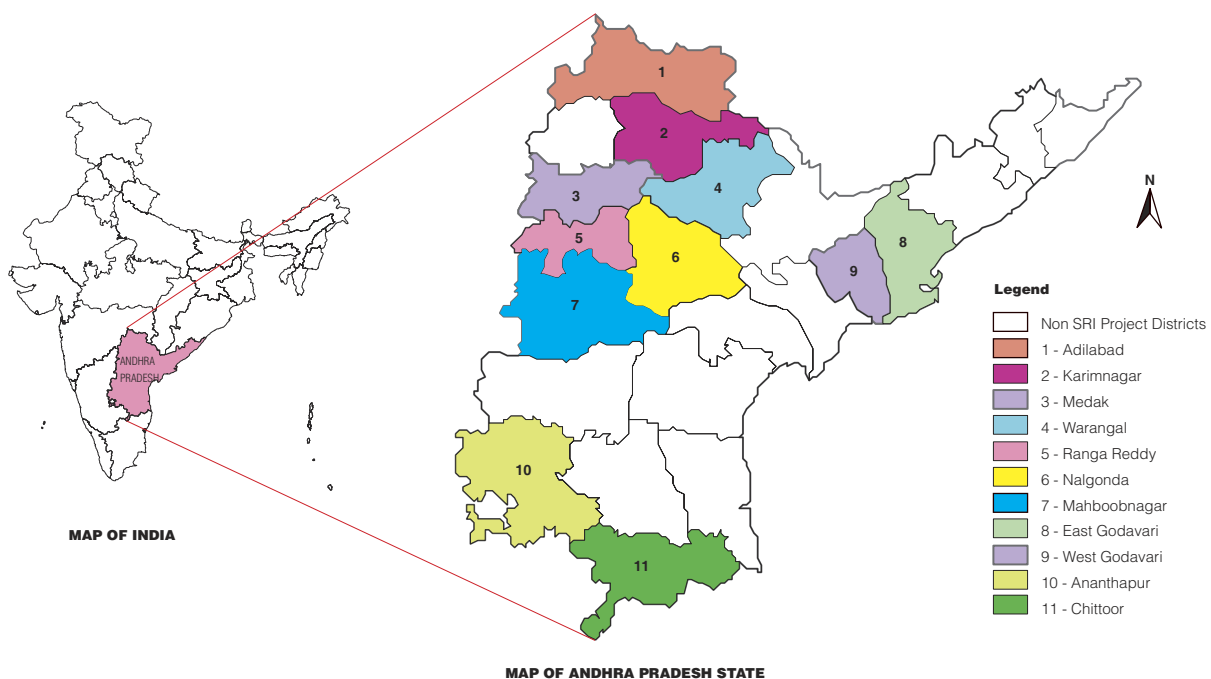 1
2
3
4
5
6
7
8
9
10
11
N
ANDHRA
PRADESH
MAP OF INDIA
MAP OF ANDHRA PRADESH STATE
Legend
Non SRI Project Districts
1 - Adilabad
2 - Karimnagar
3 - Medak
4 - Warangal
5 - Ranga Reddy
6 - Nalgonda
7 - Mahboobnagar
8 - East Godavari
9 - West Godavari
10 - Ananthapur
11 - Chittoor